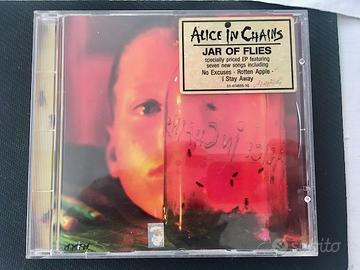 ALICE IN CHAINS
JAR OF FLIES
specially priced EP featuring
seven new songs including
No Excuses · Rotten Apple ·
I Stay Away
subito